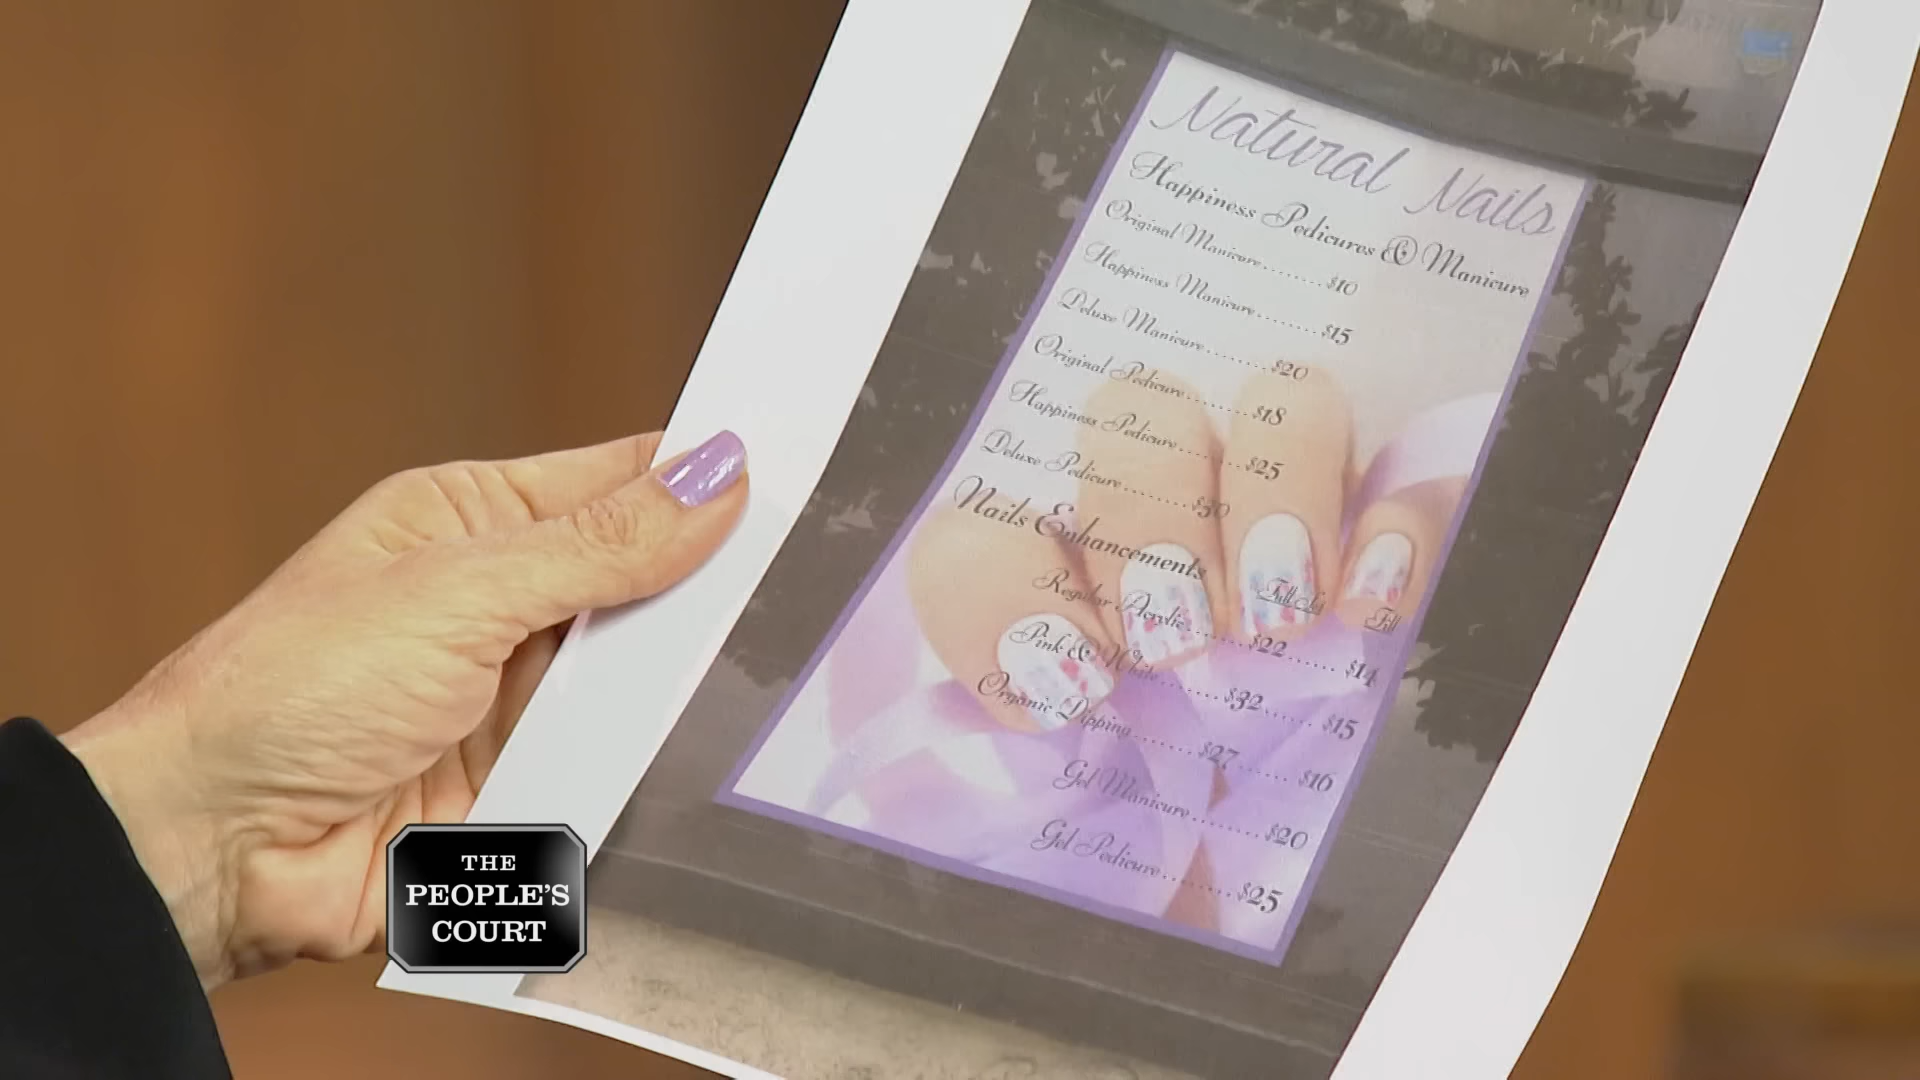 Natural Nails
Happiness Pedicures & Manicure
Original Manicure........$10
Happiness Manicure........$15
Deluxe Manicure........$20
Original Pedicure........$18
Happiness Pedicure........$25
Deluxe Pedicure........$30
Nails Enhancements
Full Set Fill
Regular Acrylic........$22...... $14
Pink & White........$32...... $15
Organic Dipping........$27...... $16
Gel Manicure........$20
Gel Pedicure........$25
THE
PEOPLE'S
COURT